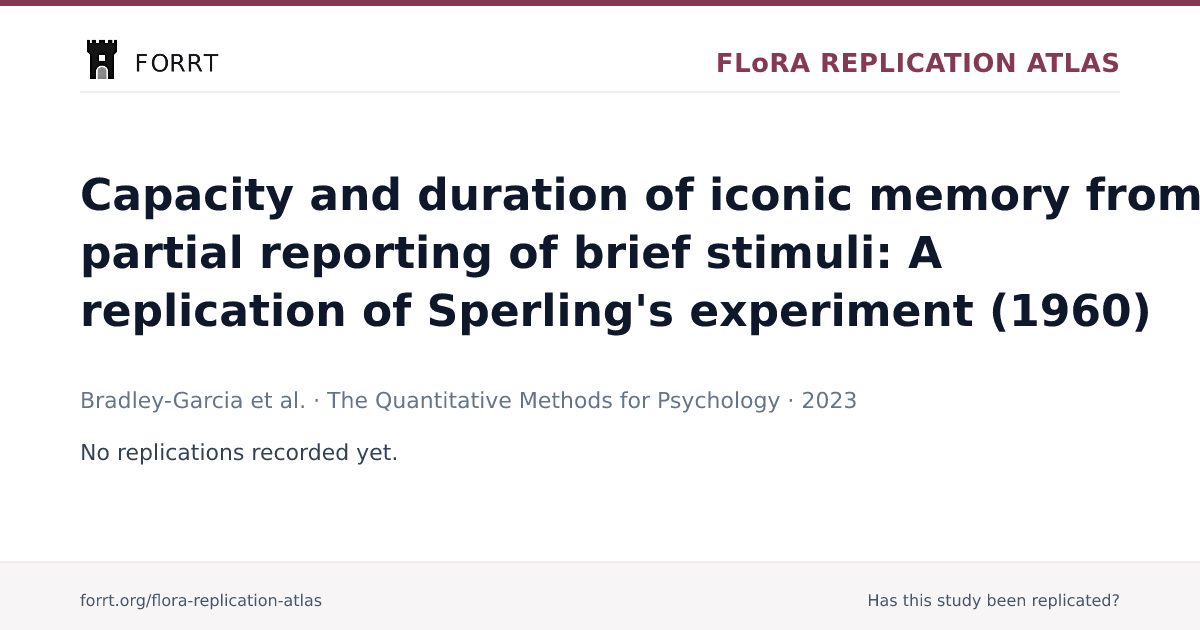 FORRT
FLoRA REPLICATION ATLAS
Capacity and duration of iconic memory from
partial reporting of brief stimuli: A
replication of Sperling's experiment (1960)
Bradley-Garcia et al. · The Quantitative Methods for Psychology · 2023
No replications recorded yet.
forrt.org/flora-replication-atlas
Has this study been replicated?